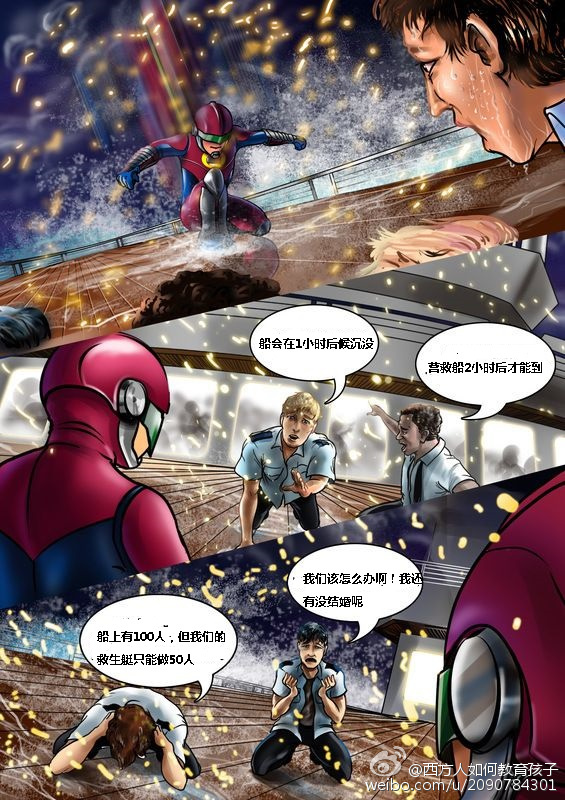 船会在1小时后候沉没
营救船2小时后才能到
我们该怎么办啊！我还
有没结婚呢
船上有100人，但我们的
救生艇只能做50人
@西方人如何教育孩子
weibo.com/u/2090784301